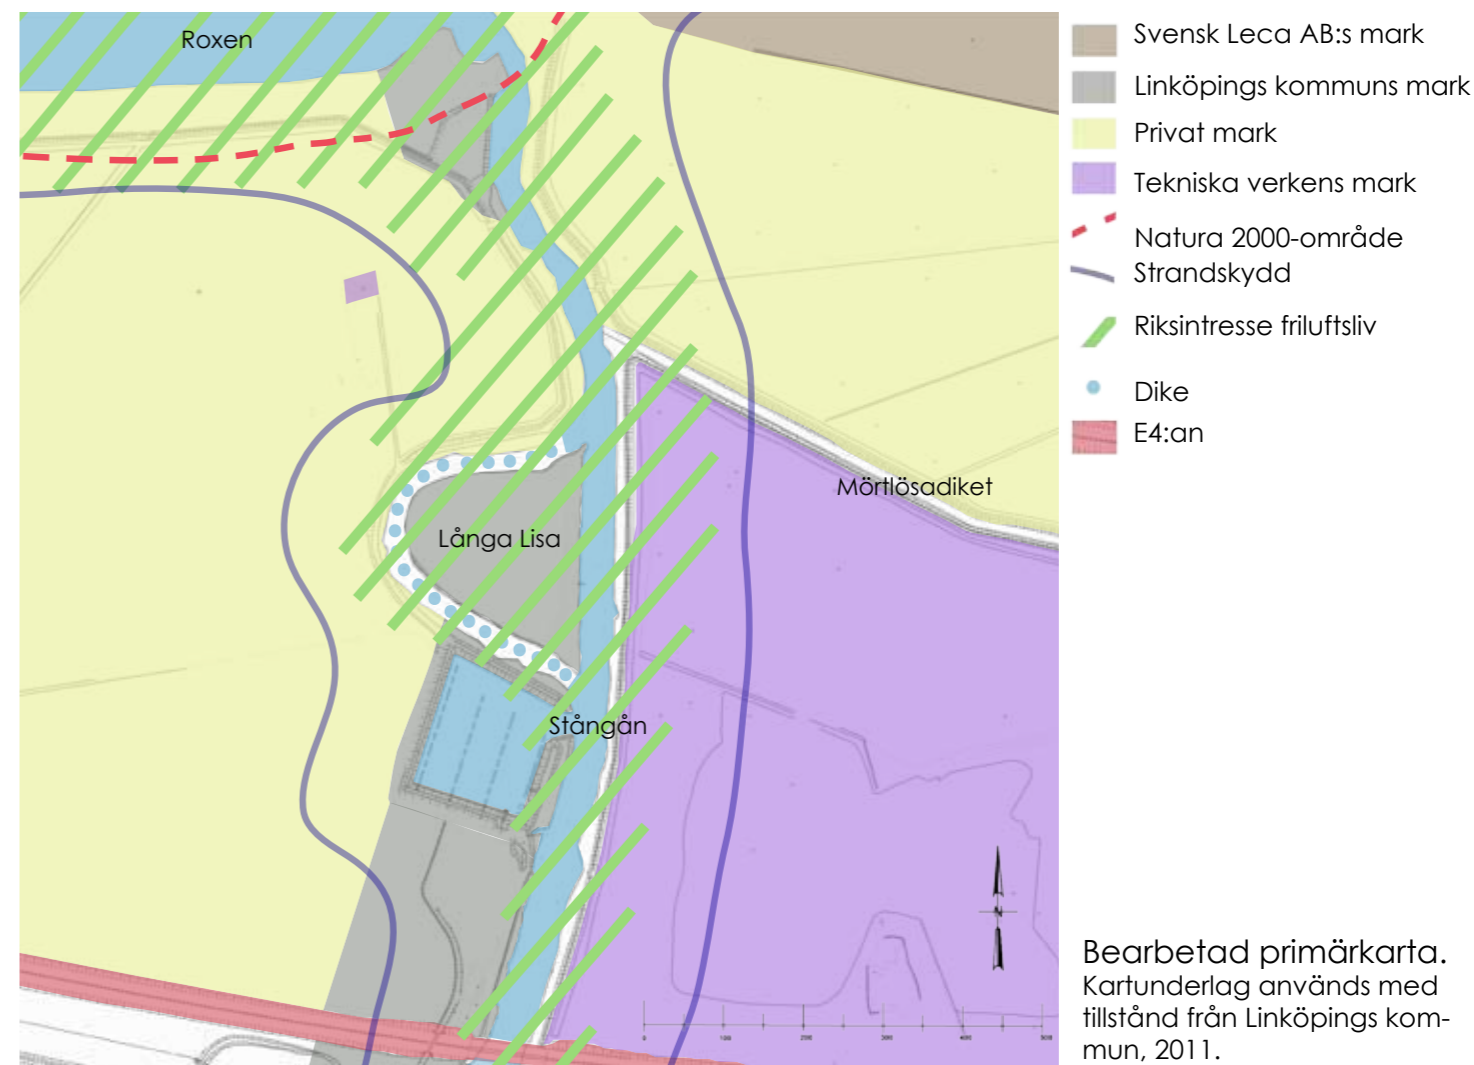 Roxen
Långa Lisa
Mörtlösadiket
Stångån
N
0
Svensk Leca AB:s mark
Linköpings kommuns mark
Privat mark
Tekniska verkens mark
Natura 2000-område
Strandskydd
Riksintresse friluftsliv
Dike
E4:an
Bearbetad primärkarta.
Kartunderlag används med
tillstånd från Linköpings kom-
mun, 2011.